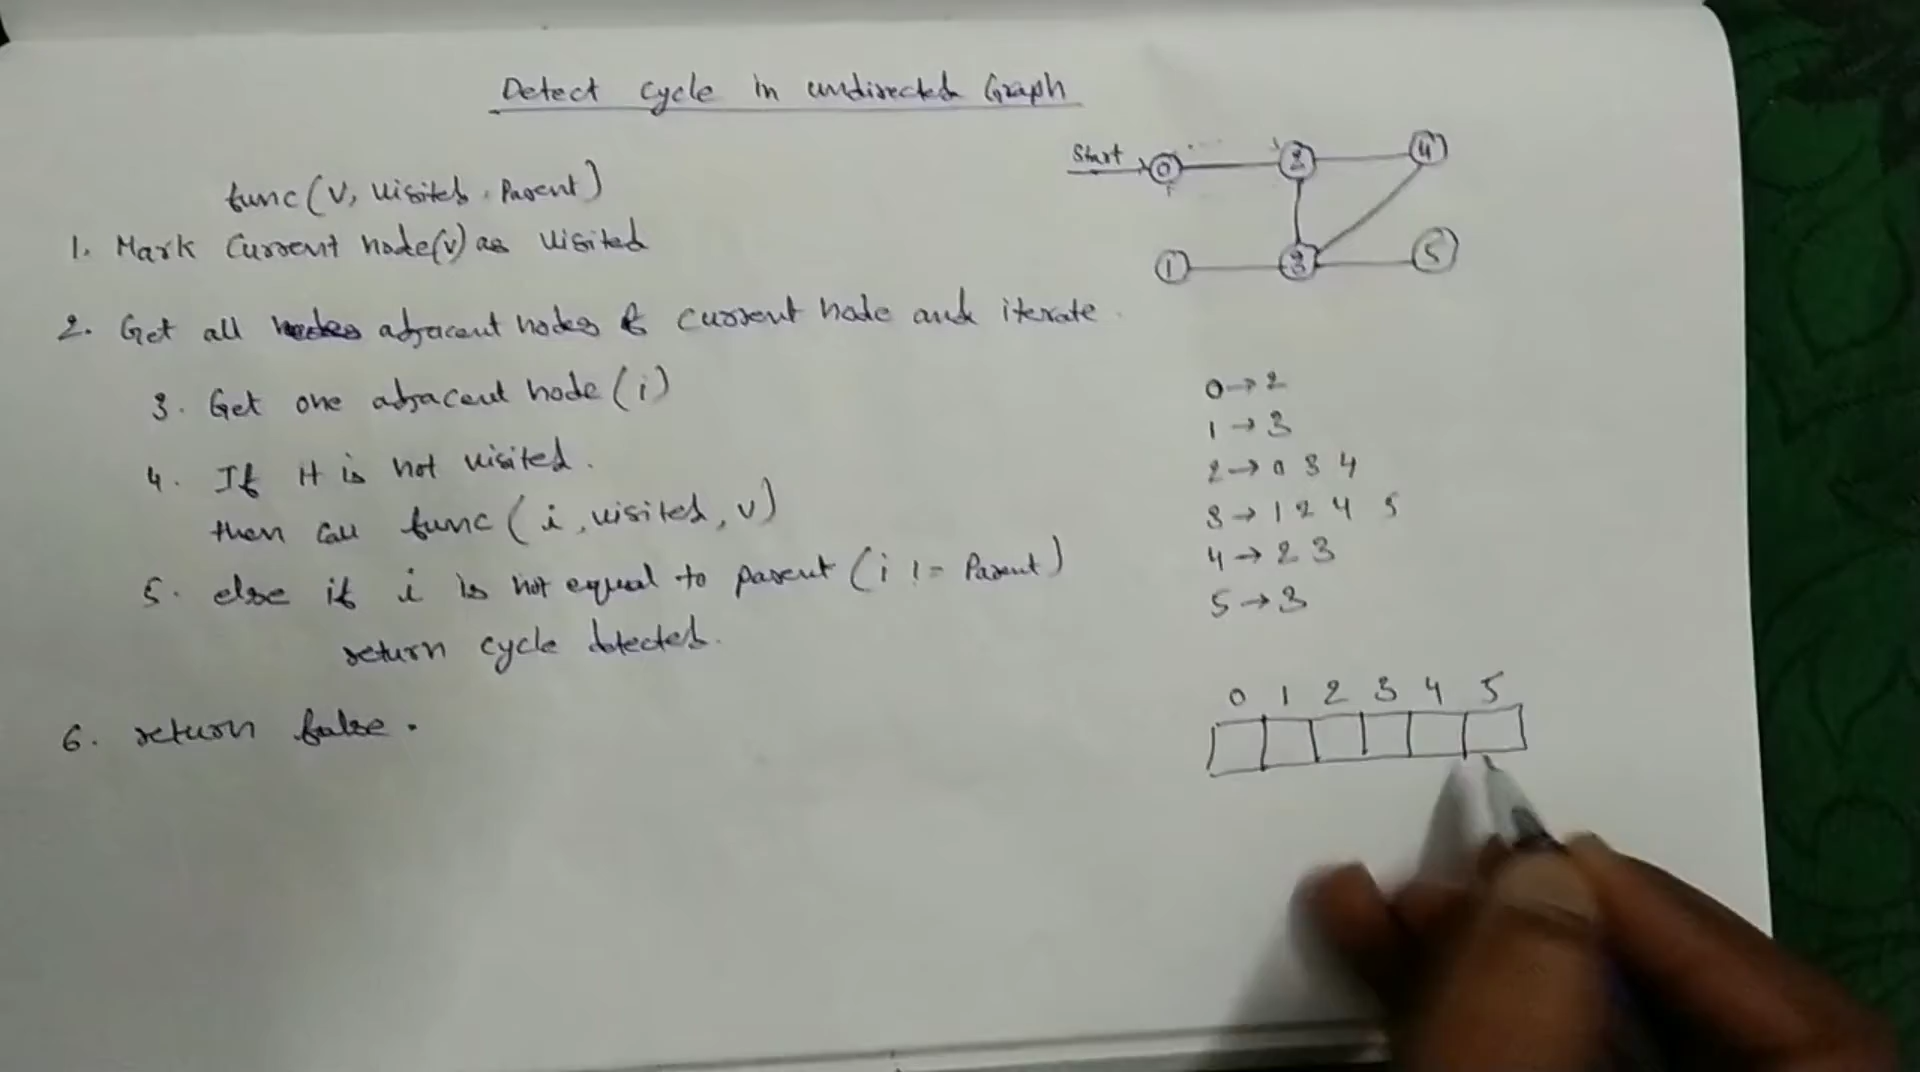 Detect cycle in undirected Graph
func(V, visited, Parent)
1. Mark Current node(v) as visited
2. Get all adjacent nodes of current node and iterate.
3. Get one adjacent node (i)
4. If it is not visited.
then call func(i, visited, v)
5. else if i is not equal to parent (i != Parent)
return cycle detected.
6. return false.
Start
0 2 4
1 3 5
0→2
1→3
2→0 3 4
3→1 2 4 5
4→2 3
5→3
0 1 2 3 4 5